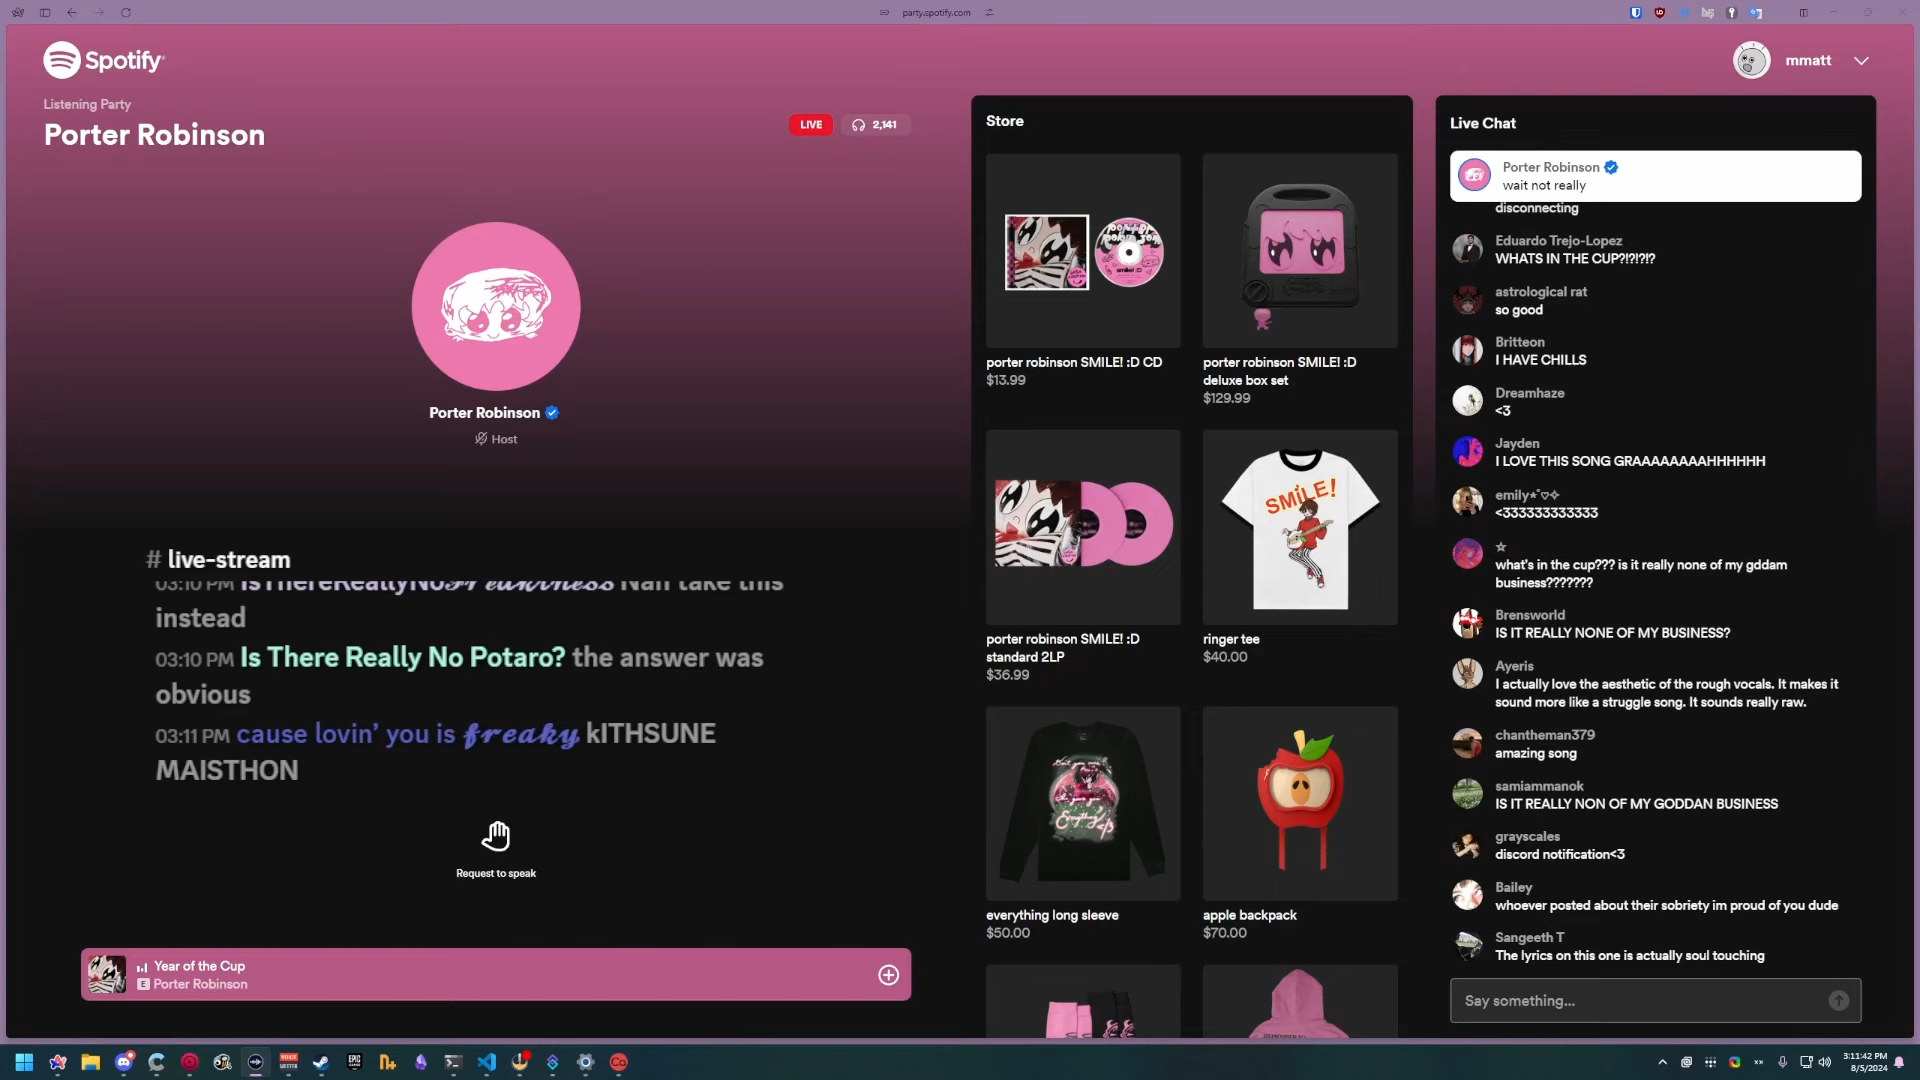 party.spotify.com
Spotify
mmatt
Listening Party
Porter Robinson
LIVE
2,141
Porter Robinson
Host
# live-stream
03:10 PM IsThereReallyNo𝓕𝓻𝓮𝓪𝓴𝓲𝓷𝓮𝓼𝓼 Nah take this
instead
03:10 PM Is There Really No Potaro? the answer was
obvious
03:11 PM cause lovin' you is 𝓯𝓻𝓮𝓪𝓴𝔂 kITHSUNE
MAISTHON
Request to speak
Year of the Cup
E Porter Robinson
Store
porter robinson SMILE! :D CD
$13.99
porter robinson SMILE! :D
deluxe box set
$129.99
porter robinson SMILE! :D
standard 2LP
$36.99
SMiLE!
ringer tee
$40.00
everything long sleeve
$50.00
apple backpack
$70.00
Live Chat
Porter Robinson
wait not really
disconnecting
Eduardo Trejo-Lopez
WHATS IN THE CUP?!?!?!?
astrological rat
so good
Britteon
I HAVE CHILLS
Dreamhaze
<3
Jayden
I LOVE THIS SONG GRAAAAAAAAHHHHHH
emily⋆˚♡✧
<333333333333
☆
what's in the cup??? is it really none of my gddam
business???????
Brensworld
IS IT REALLY NONE OF MY BUSINESS?
Ayeris
I actually love the aesthetic of the rough vocals. It makes it
sound more like a struggle song. It sounds really raw.
chantheman379
amazing song
samiammanok
IS IT REALLY NON OF MY GODDAN BUSINESS
grayscales
discord notification<3
Bailey
whoever posted about their sobriety im proud of you dude
Sangeeth T
The lyrics on this one is actually soul touching
Say something...
3:11:42 PM
8/5/2024